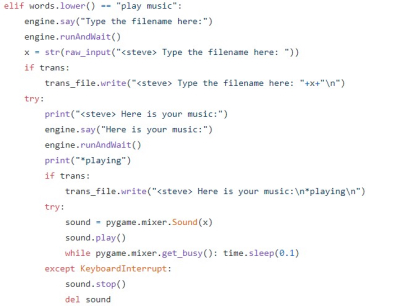 elif words.lower() == "play music":
    engine.say("Type the filename here:")
    engine.runAndWait()
    x = str(raw_input("<steve> Type the filename here: "))
    if trans:
        trans_file.write("<steve> Type the filename here: "+x+"\n")
    try:
        print("<steve> Here is your music:")
        engine.say("Here is your music:")
        engine.runAndWait()
        print("*playing")
        if trans:
            trans_file.write("<steve> Here is your music:\n*playing\n")
        try:
            sound = pygame.mixer.Sound(x)
            sound.play()
            while pygame.mixer.get_busy(): time.sleep(0.1)
        except KeyboardInterrupt:
            sound.stop()
            del sound